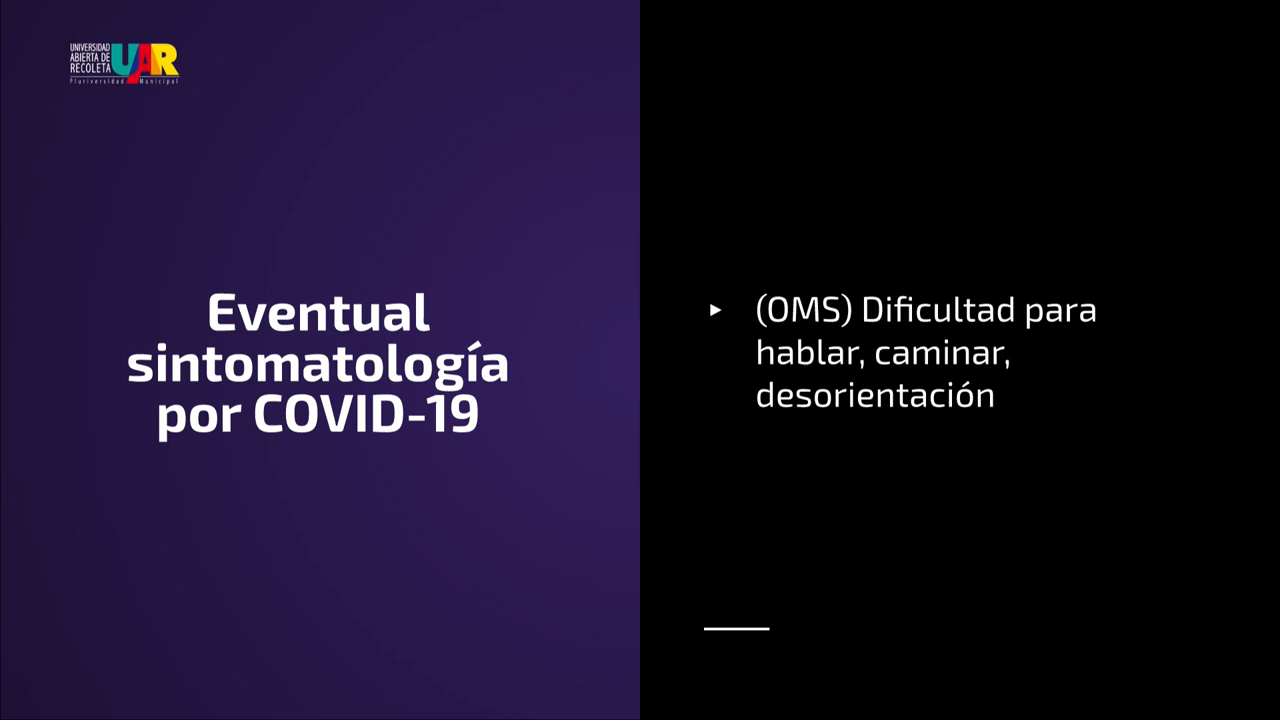 UNIVERSIDAD
ABIERTA DE
RECOLETA
UAR
Pluriversidad Municipal
Eventual
sintomatología
por COVID-19
(OMS) Dificultad para
hablar, caminar,
desorientación